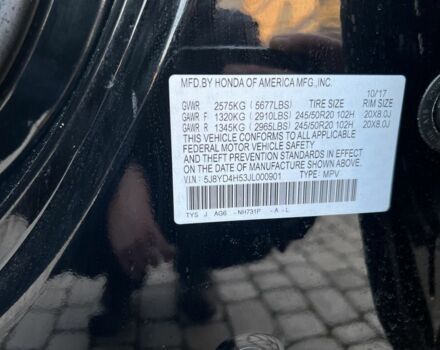 MFD.BY HONDA OF AMERICA MFG.,INC. 10/17
GVWR 2575KG (5677LBS) TIRE SIZE RIM SIZE
GAWR F 1320KG (2910LBS) 245/50R20 102H 20X8.0J
GAWR R 1345KG (2965LBS) 245/50R20 102H 20X8.0J
THIS VEHICLE CONFORMS TO ALL APPLICABLE
FEDERAL MOTOR VEHICLE SAFETY
AND THEFT PREVENTION STANDARDS IN EFFECT
ON THE DATE OF MANUFACTURE SHOWN ABOVE.
V.I.N.: 5J8YD4H53JL000901 TYPE: MPV
TYS J AG6 NH731P -A -L